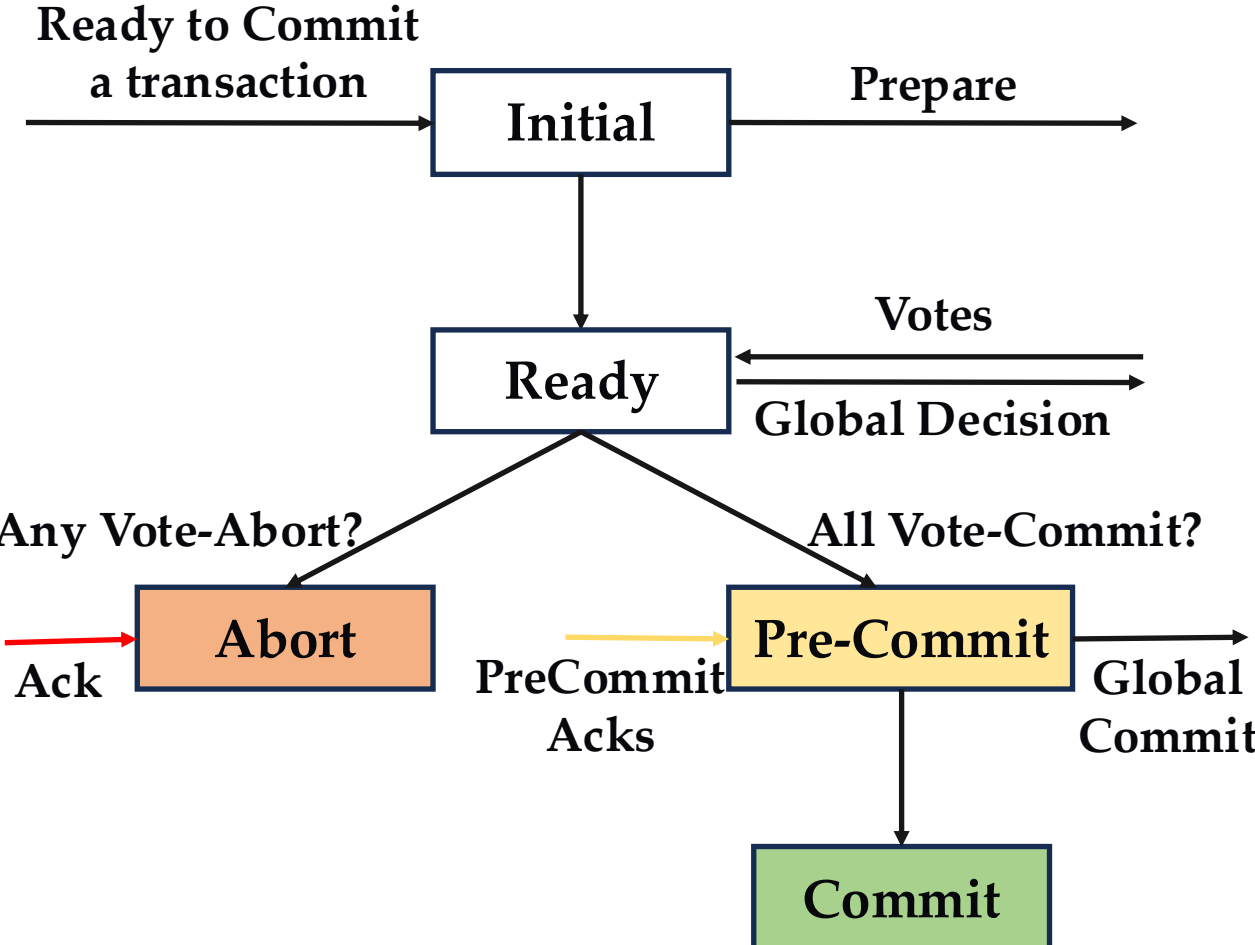 Ready to Commit
a transaction
Initial
Prepare
Votes
Ready
Global Decision
Any Vote-Abort?
All Vote-Commit?
Abort
Ack
PreCommit
Acks
Pre-Commit
Global
Commit
Commit